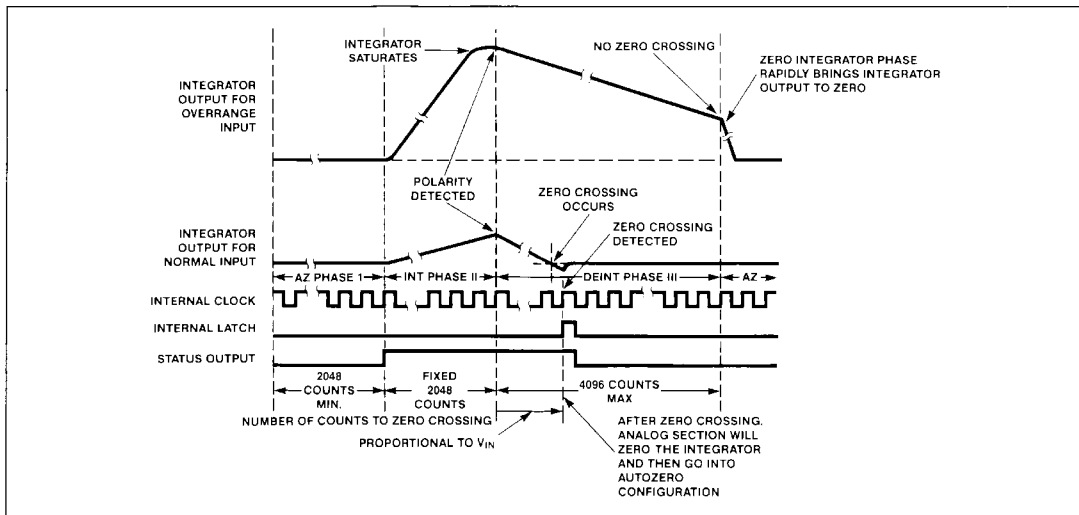 INTEGRATOR
SATURATES
NO ZERO CROSSING
ZERO INTEGRATOR PHASE
RAPIDLY BRINGS INTEGRATOR
OUTPUT TO ZERO
INTEGRATOR
OUTPUT FOR
OVERRANGE
INPUT
POLARITY
DETECTED
ZERO CROSSING
OCCURS
ZERO CROSSING
DETECTED
INTEGRATOR
OUTPUT FOR
NORMAL INPUT
AZ PHASE 1
INT PHASE II
DEINT PHASE III
AZ
INTERNAL CLOCK
INTERNAL LATCH
STATUS OUTPUT
2048
COUNTS
MIN.
FIXED
2048
COUNTS
4096 COUNTS
MAX
NUMBER OF COUNTS TO ZERO CROSSING
PROPORTIONAL TO VIN
AFTER ZERO CROSSING.
ANALOG SECTION WILL
ZERO THE INTEGRATOR
AND THEN GO INTO
AUTOZERO
CONFIGURATION